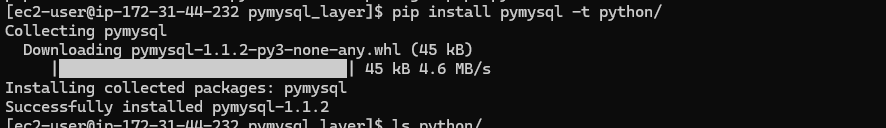 [ec2-user@ip-172-31-44-232 pymysql_layer]$ pip install pymysql -t python/
Collecting pymysql
  Downloading pymysql-1.1.2-py3-none-any.whl (45 kB)
     |████████████████████████████████| 45 kB 4.6 MB/s
Installing collected packages: pymysql
Successfully installed pymysql-1.1.2
[ec2-user@ip-172-31-44-232 pymysql_layer]$ ls python/